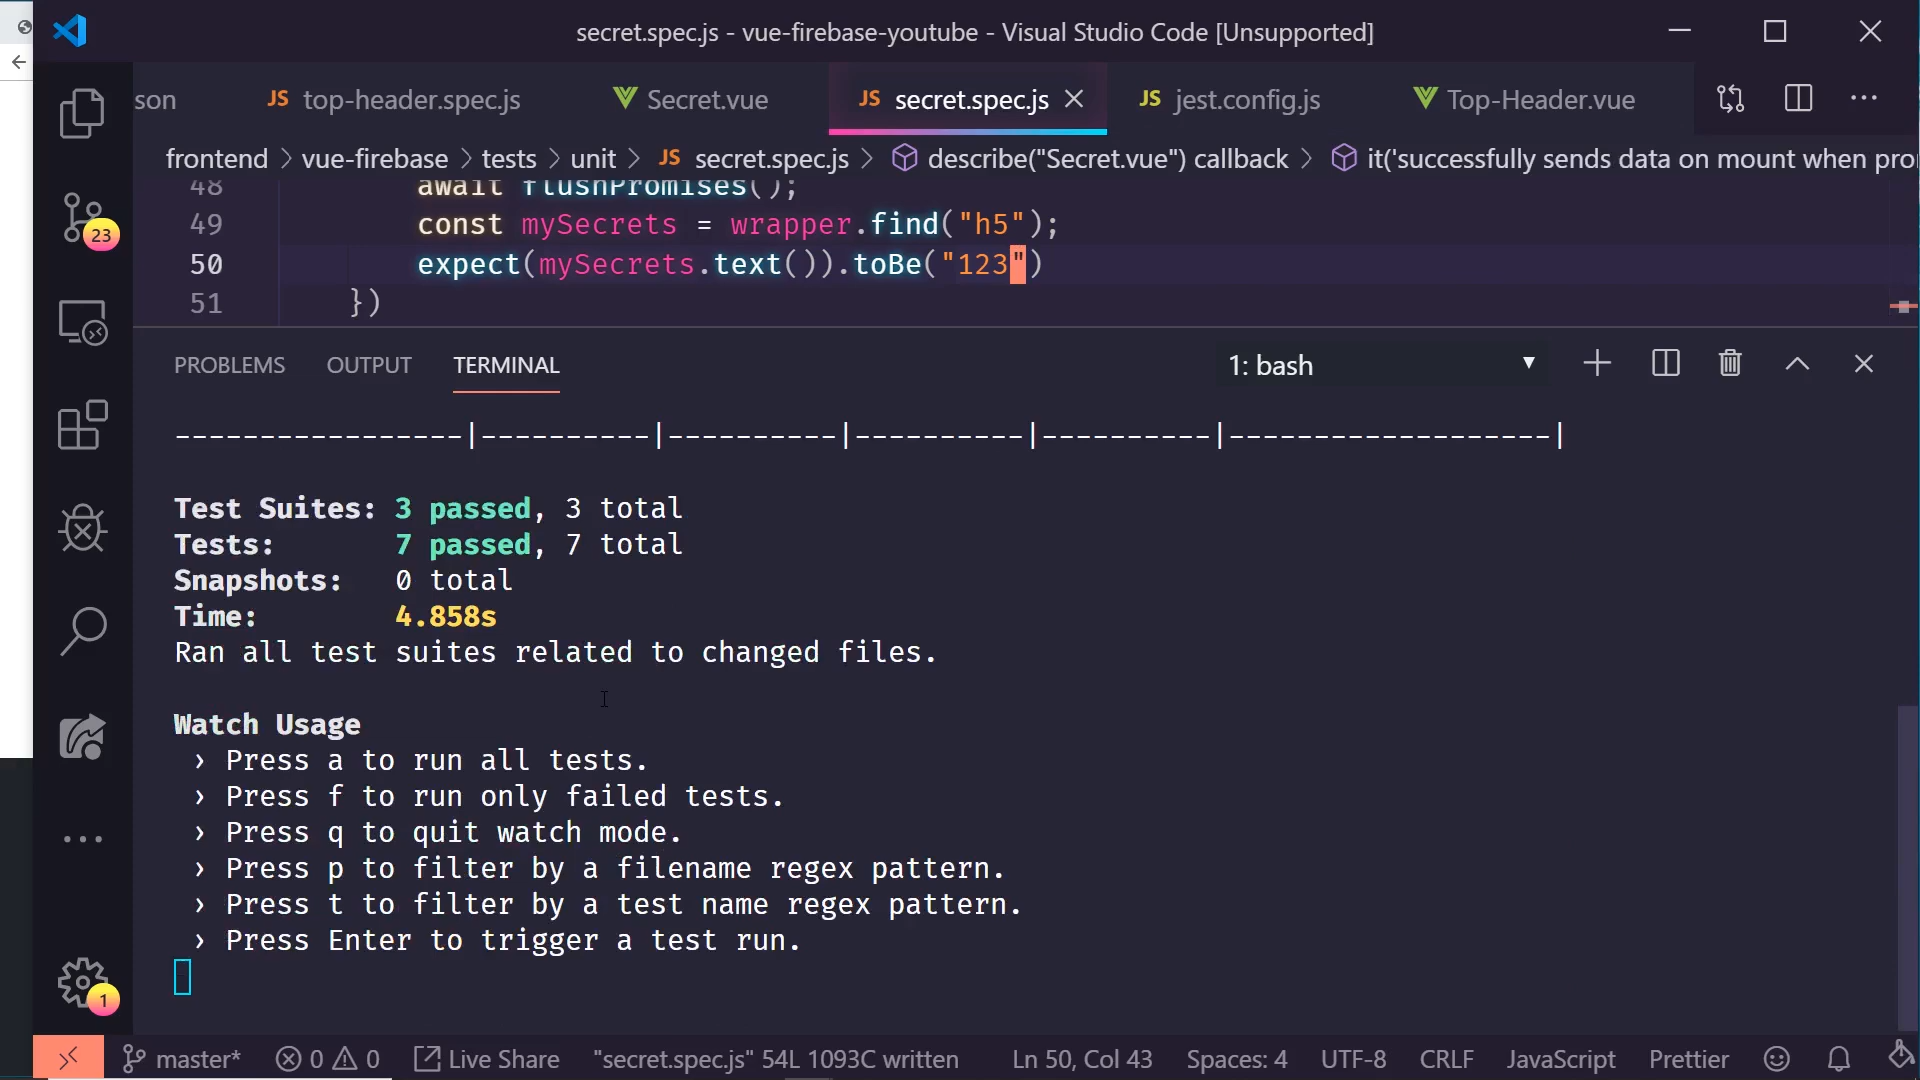 secret.spec.js - vue-firebase-youtube - Visual Studio Code [Unsupported]
son JS top-header.spec.js Secret.vue JS secret.spec.js JS jest.config.js Top-Header.vue
frontend > vue-firebase > tests > unit > JS secret.spec.js > describe("Secret.vue") callback > it('successfully sends data on mount when pro
48 await flushPromises();
49 const mySecrets = wrapper.find("h5");
50 expect(mySecrets.text()).toBe("123")
51 })
23
PROBLEMS OUTPUT TERMINAL 1: bash
-----------------|----------|----------|----------|----------|-------------------|
Test Suites: 3 passed, 3 total
Tests: 7 passed, 7 total
Snapshots: 0 total
Time: 4.858s
Ran all test suites related to changed files.
Watch Usage
› Press a to run all tests.
› Press f to run only failed tests.
› Press q to quit watch mode.
› Press p to filter by a filename regex pattern.
› Press t to filter by a test name regex pattern.
› Press Enter to trigger a test run.
1
master* 0 0 Live Share "secret.spec.js" 54L 1093C written Ln 50, Col 43 Spaces: 4 UTF-8 CRLF JavaScript Prettier